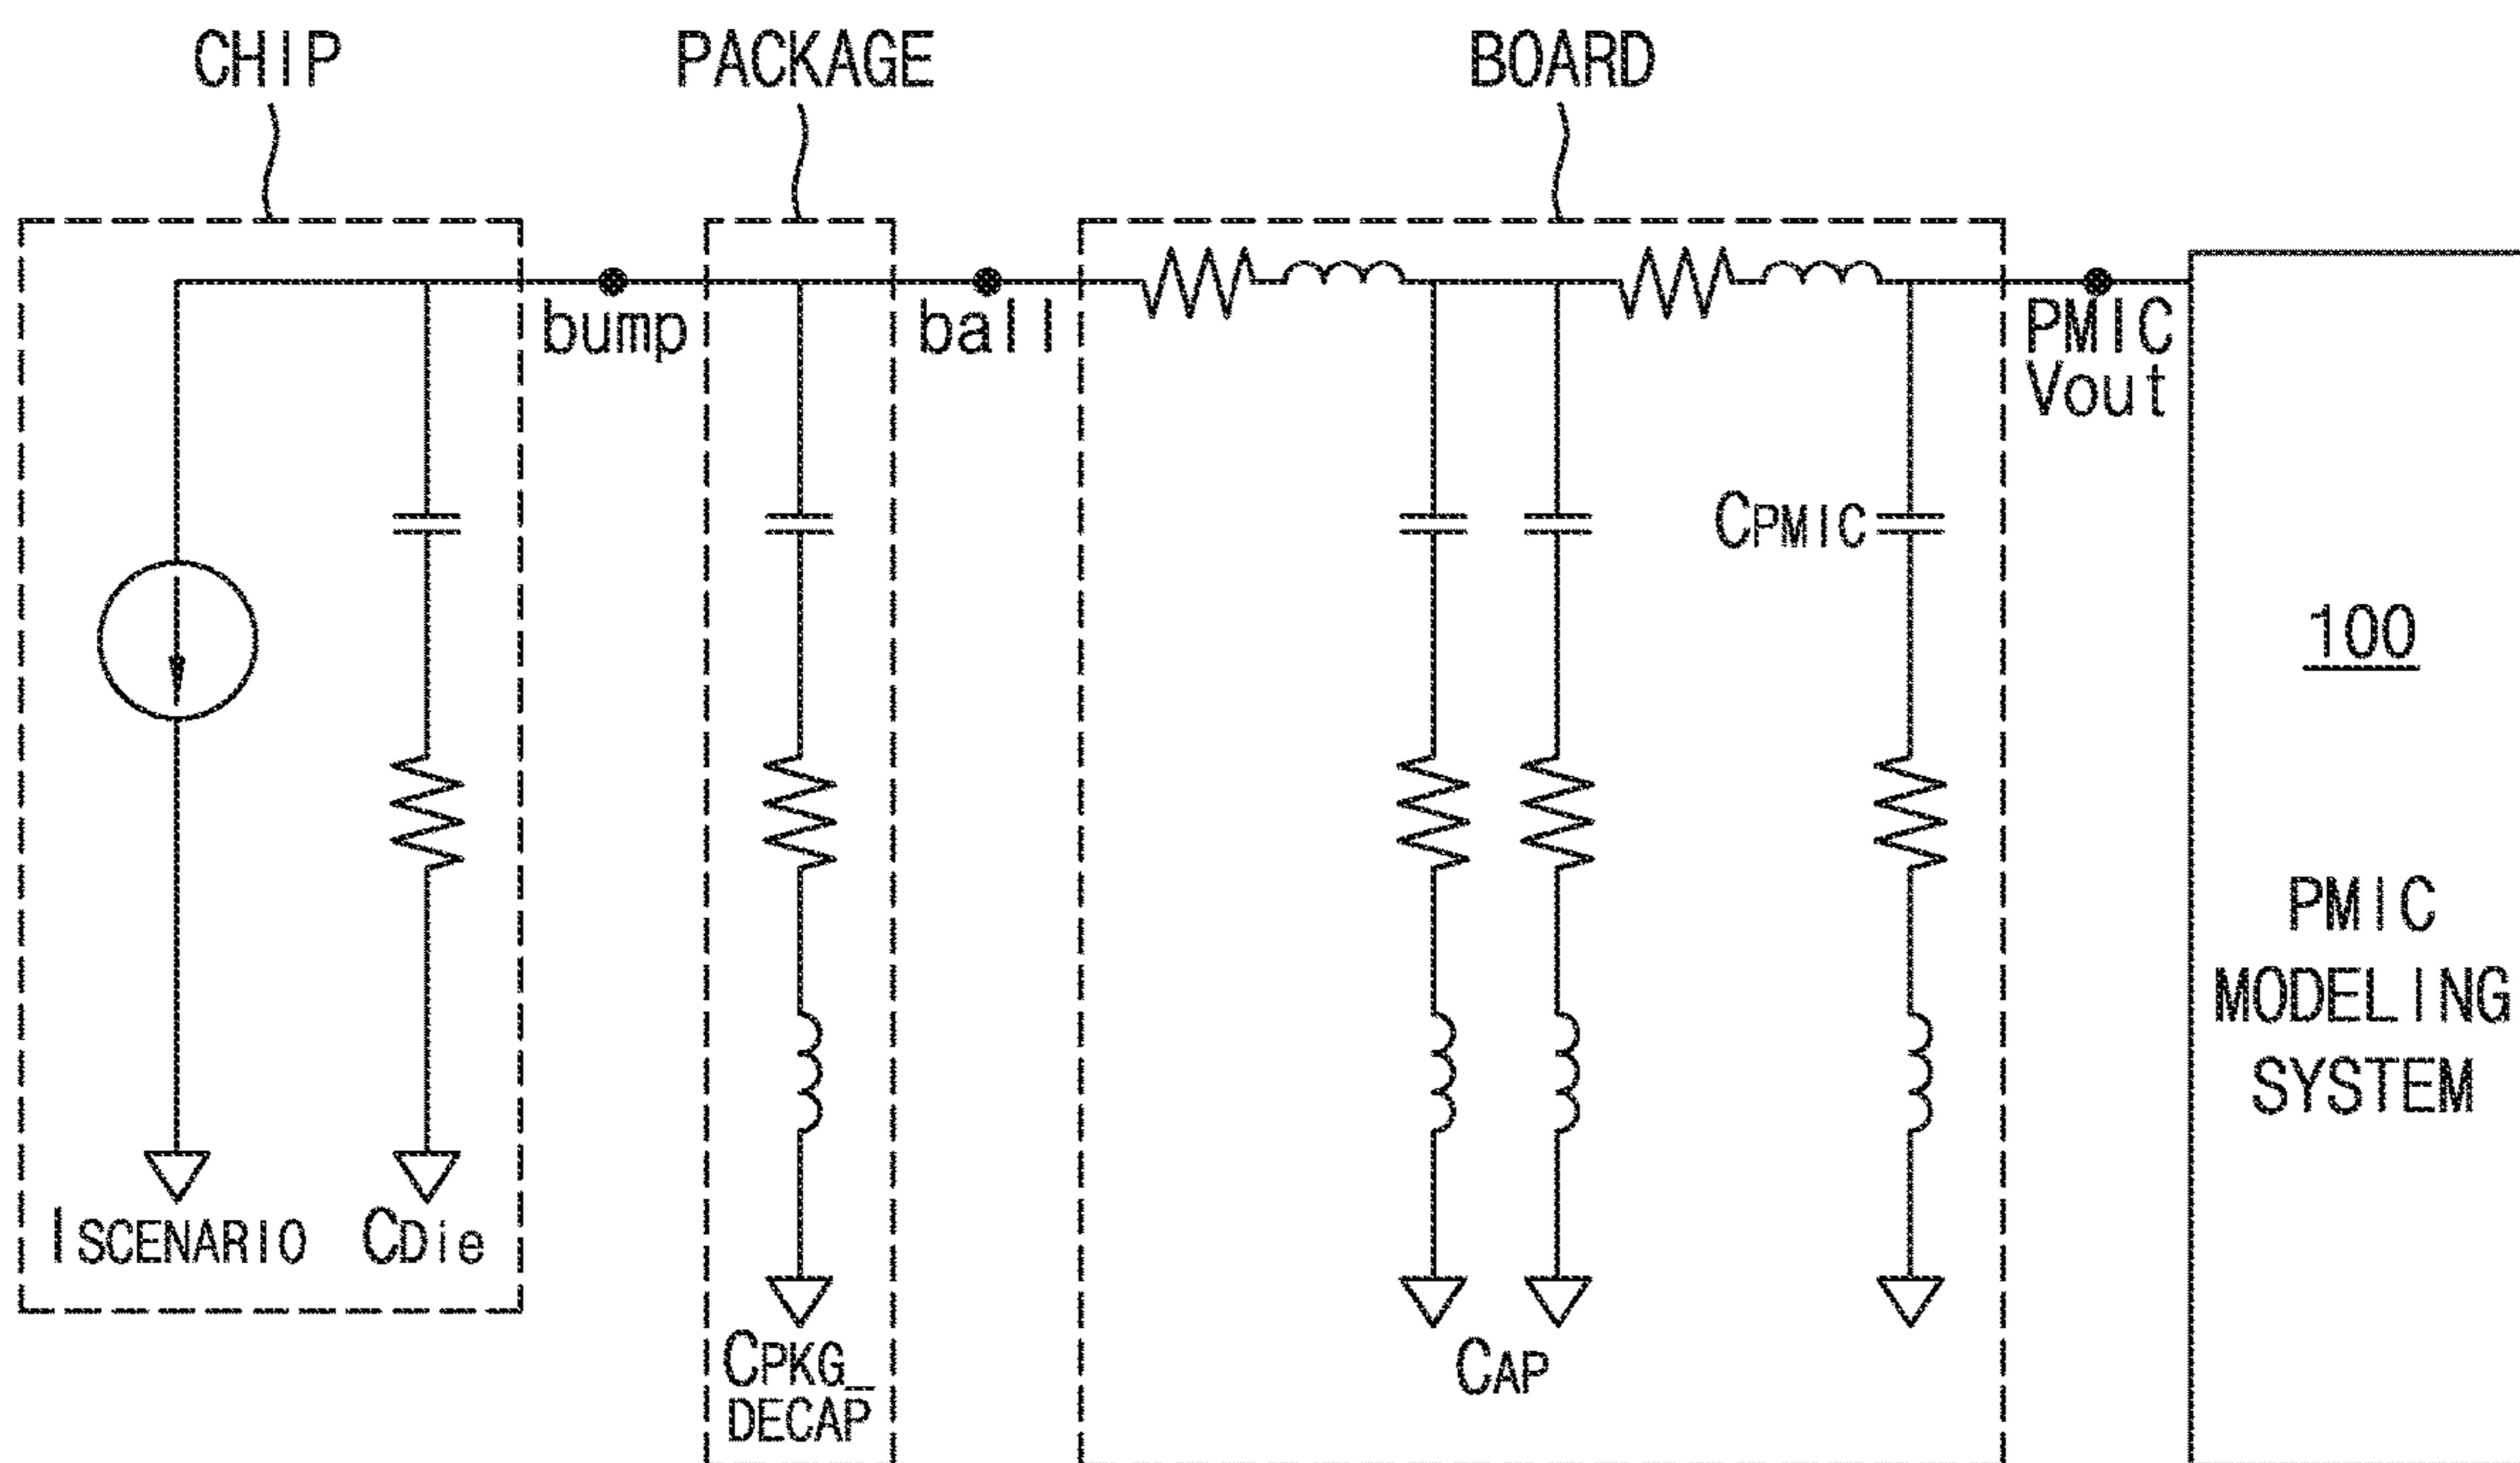 CHIP
PACKAGE
BOARD
bump
ball
PMIC
Vout
CPMIC
100
PMIC
MODELING
SYSTEM
ISCENARIO
CDie
CPKG_
DECAP
CAP